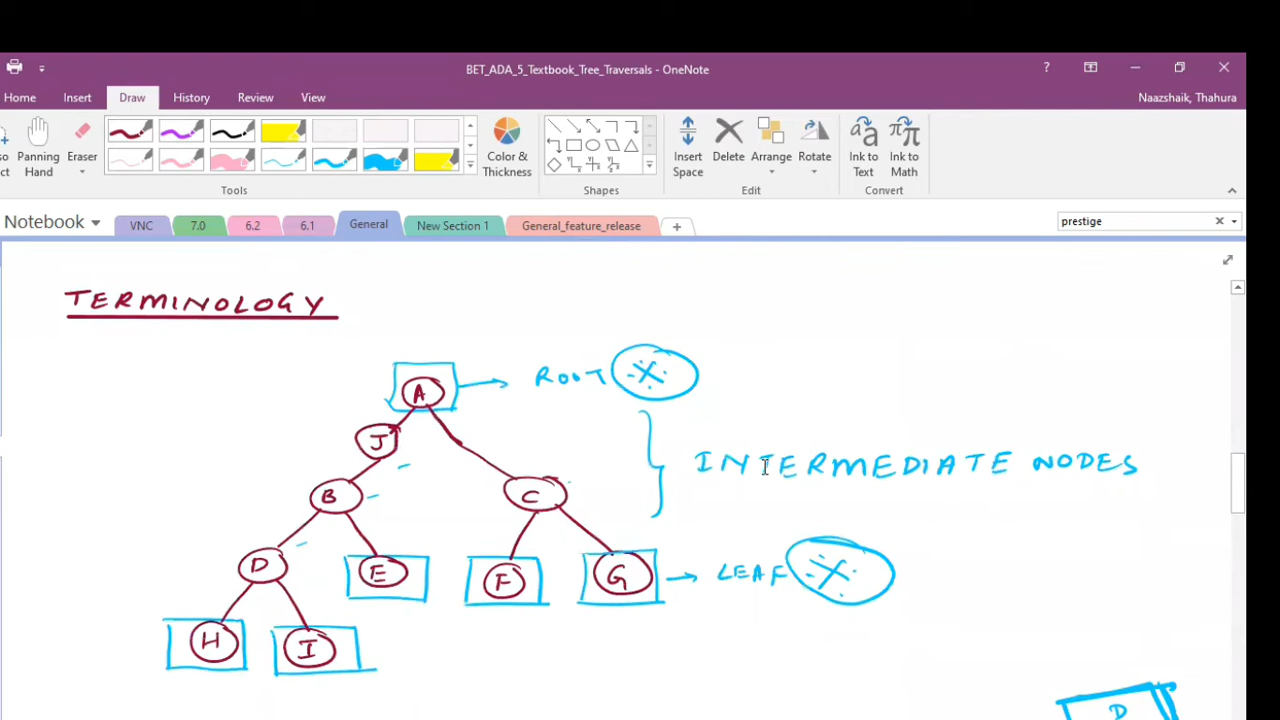 BET_ADA_5_Textbook_Tree_Traversals - OneNote
?
Home Insert Draw History Review View
Naazshaik, Thahura
Panning Hand
Eraser
Color & Thickness
Insert Space
Delete
Arrange
Rotate
Ink to Text
Ink to Math
Tools
Shapes
Edit
Convert
Notebook
VNC 7.0 6.2 6.1 General New Section 1 General_feature_release +
prestige
TERMINOLOGY
A
ROOT
J
INTERMEDIATE NODES
B
C
D
E
F
G
LEAF
H
I
D